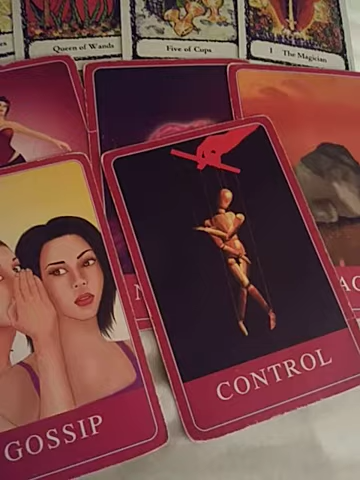 Queen of Wands
Five of Cups
I The Magician
CONTROL
GOSSIP